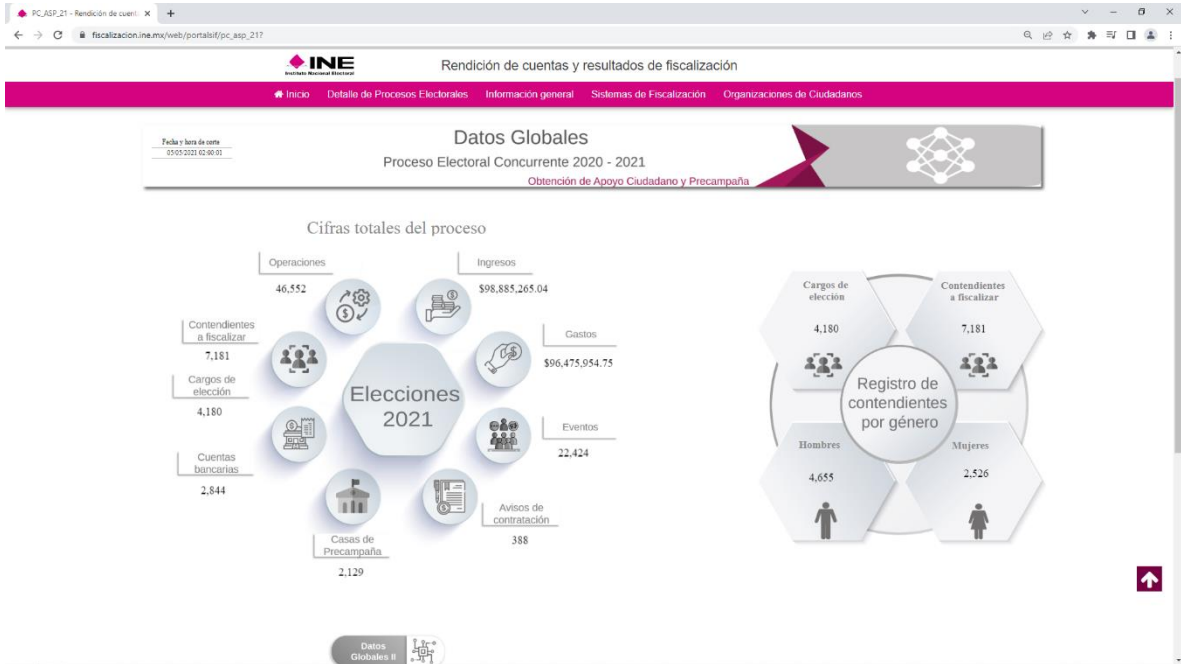 PC_ASP_21 - Rendición de cuent
fiscalizacion.ine.mx/web/portalsif/pc_asp_21?
INE
Instituto Nacional Electoral
Rendición de cuentas y resultados de fiscalización
Inicio Detalle de Procesos Electorales Información general Sistemas de Fiscalización Organizaciones de Ciudadanos
Fecha y hora de corte
05/05/2021 02:00:01
Datos Globales
Proceso Electoral Concurrente 2020 - 2021
Obtención de Apoyo Ciudadano y Precampaña
Cifras totales del proceso
Operaciones
46,552
Ingresos
$98,885,265.04
Contendientes
a fiscalizar
7,181
Gastos
$96,475,954.75
Cargos de
elección
4,180
Elecciones
2021
Eventos
22,424
Cuentas
bancarias
2,844
Avisos de
contratación
388
Casas de
Precampaña
2,129
Cargos de
elección
4,180
Contendientes
a fiscalizar
7,181
Registro de
contendientes
por género
Hombres
4,655
Mujeres
2,526
Datos
Globales II